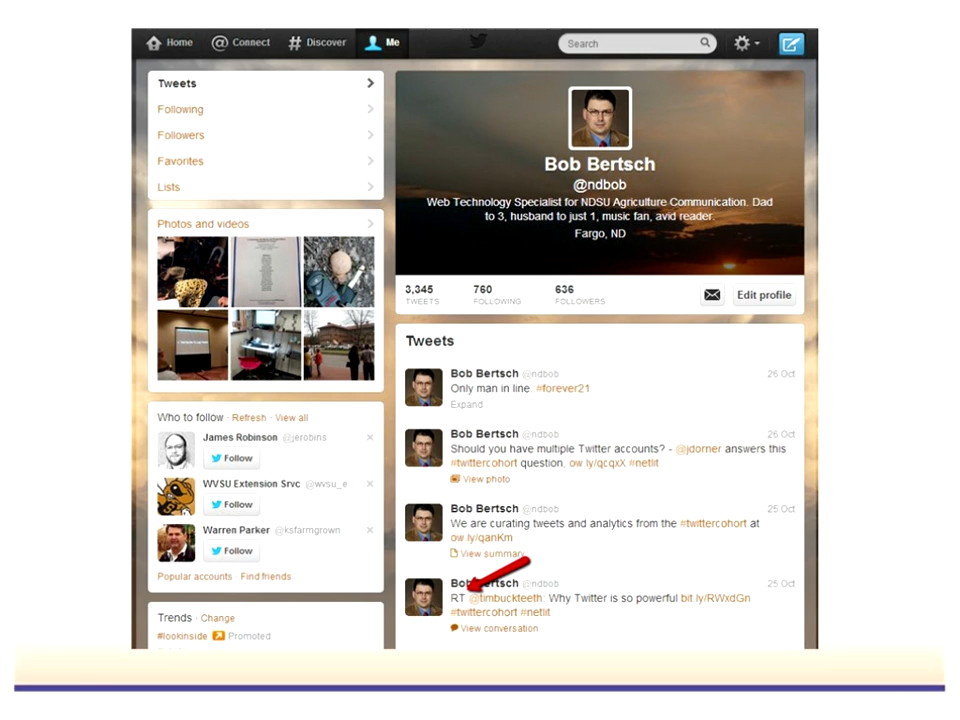 Home Connect Discover Me Search
Tweets
Following
Followers
Favorites
Lists
Photos and videos
Who to follow · Refresh · View all
James Robinson @jerobins
Follow
WVSU Extension Srvc @wvsu_e
Follow
Warren Parker @ksfarmgrown
Follow
Popular accounts Find friends
Trends · Change
#lookinside Promoted
Bob Bertsch
@ndbob
Web Technology Specialist for NDSU Agriculture Communication. Dad
to 3, husband to just 1, music fan, avid reader.
Fargo, ND
3,345 760 636
TWEETS FOLLOWING FOLLOWERS
Edit profile
Tweets
Bob Bertsch @ndbob 26 Oct
Only man in line #forever21
Expand
Bob Bertsch @ndbob 26 Oct
Should you have multiple Twitter accounts? - @jdorner answers this
#twittercohort question, ow.ly/qcqxX #netlit
View photo
Bob Bertsch @ndbob 25 Oct
We are curating tweets and analytics from the #twittercohort at
ow.ly/qanKm
View summary
Bob Bertsch @ndbob 25 Oct
RT @timbuckteeth: Why Twitter is so powerful bit.ly/RWxdGn
#twittercohort #netlit
View conversation